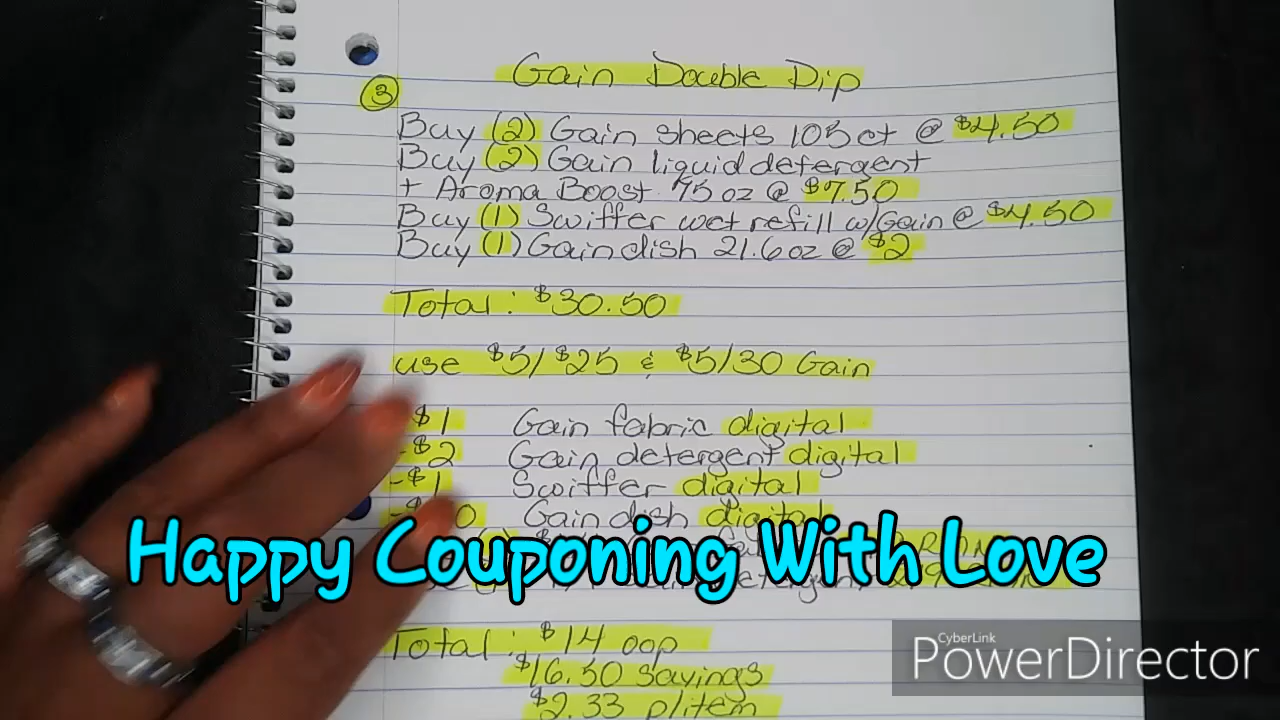 Gain Double Dip
3
Buy (2) Gain sheets 105 ct @ $4.50
Buy (2) Gain liquid detergent
+ Aroma Boost 75 oz @ $7.50
Buy (1) Swiffer wet refill w/Gain @ $4.50
Buy (1) Gain dish 21.6 oz @ $2
Total: $30.50
use $5/$25 & $5/30 Gain
-$1 Gain fabric digital
-$2 Gain detergent digital
-$1 Swiffer digital
Gain dish digital
Happy Couponing With Love
Total: $14 oop
$16.50 savings
$2.33 p/item
CyberLink
PowerDirector